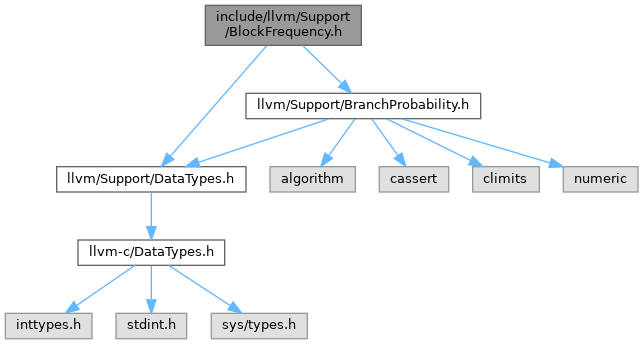 include/llvm/Support
/BlockFrequency.h
llvm/Support/BranchProbability.h
llvm/Support/DataTypes.h
algorithm
cassert
climits
numeric
llvm-c/DataTypes.h
inttypes.h
stdint.h
sys/types.h